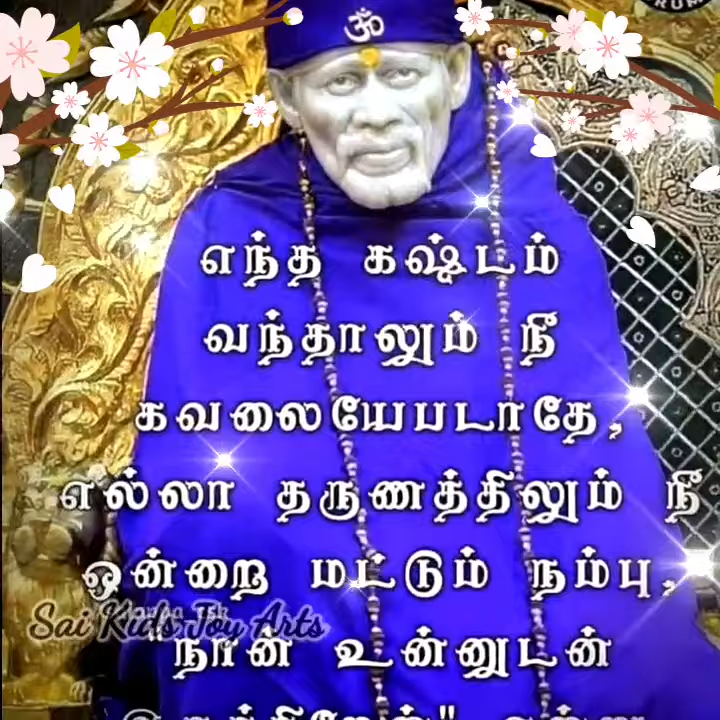 ॐ
எந்த கஷ்டம்
வந்தாலும் நீ
கவலையேபடாதே,
எல்லா தருணத்திலும் நீ
ஒன்றை மட்டும் நம்பு,
Sai Kids Joy Arts
"நான் உன்னுடன்